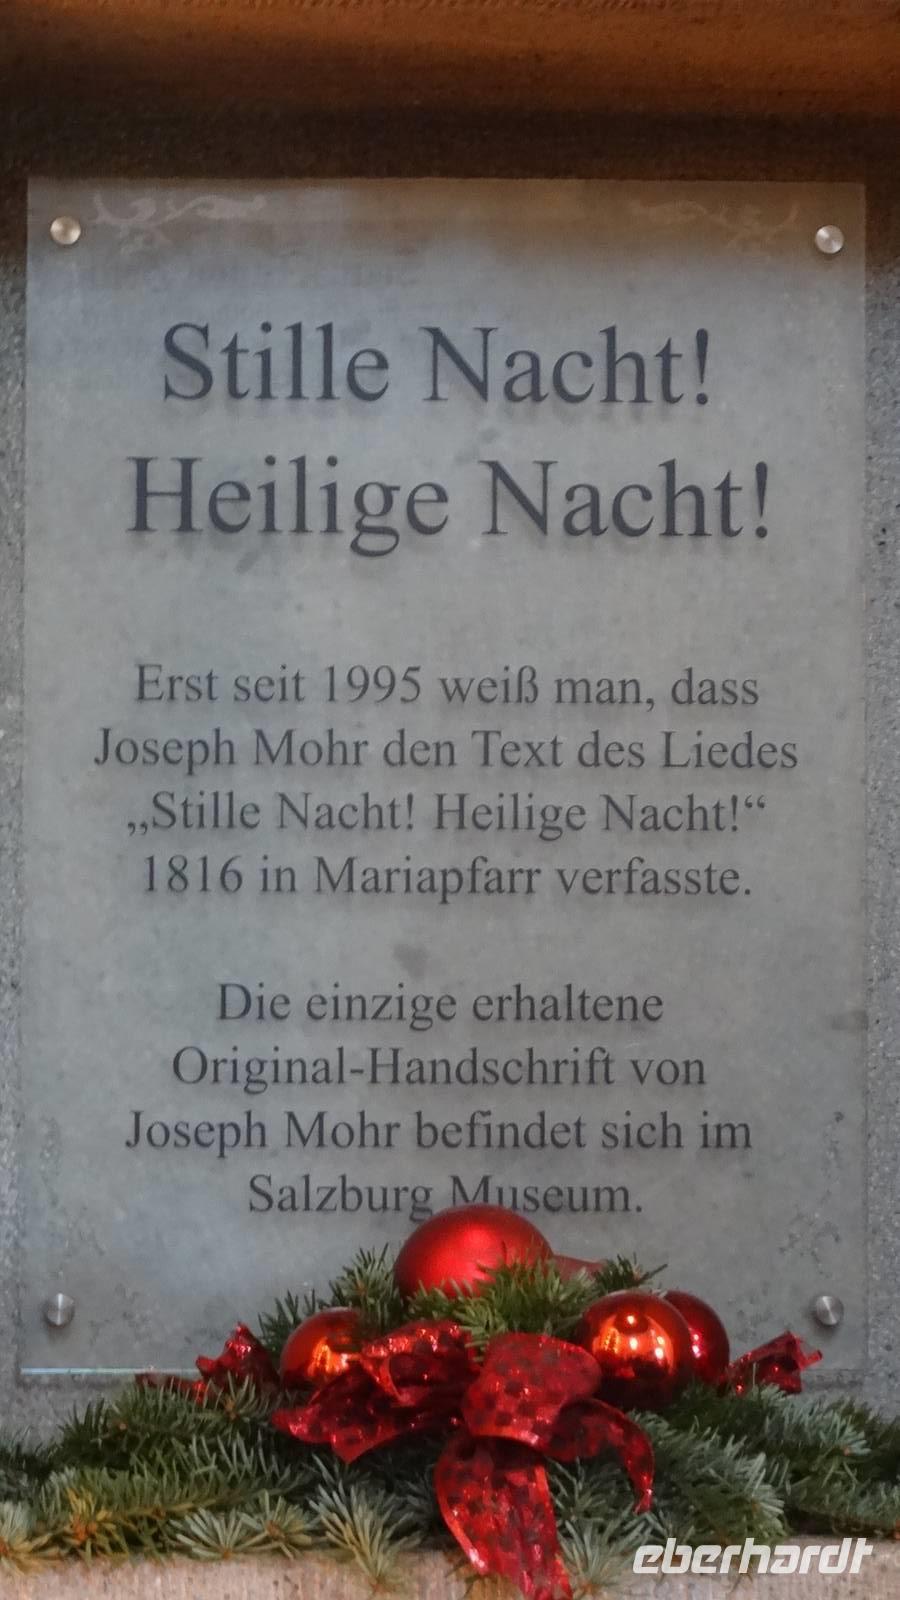 Stille Nacht!
Heilige Nacht!
Erst seit 1995 weiß man, dass
Joseph Mohr den Text des Liedes
„Stille Nacht! Heilige Nacht!“
1816 in Mariapfarr verfasste.
Die einzige erhaltene
Original-Handschrift von
Joseph Mohr befindet sich im
Salzburg Museum.
eberhardt